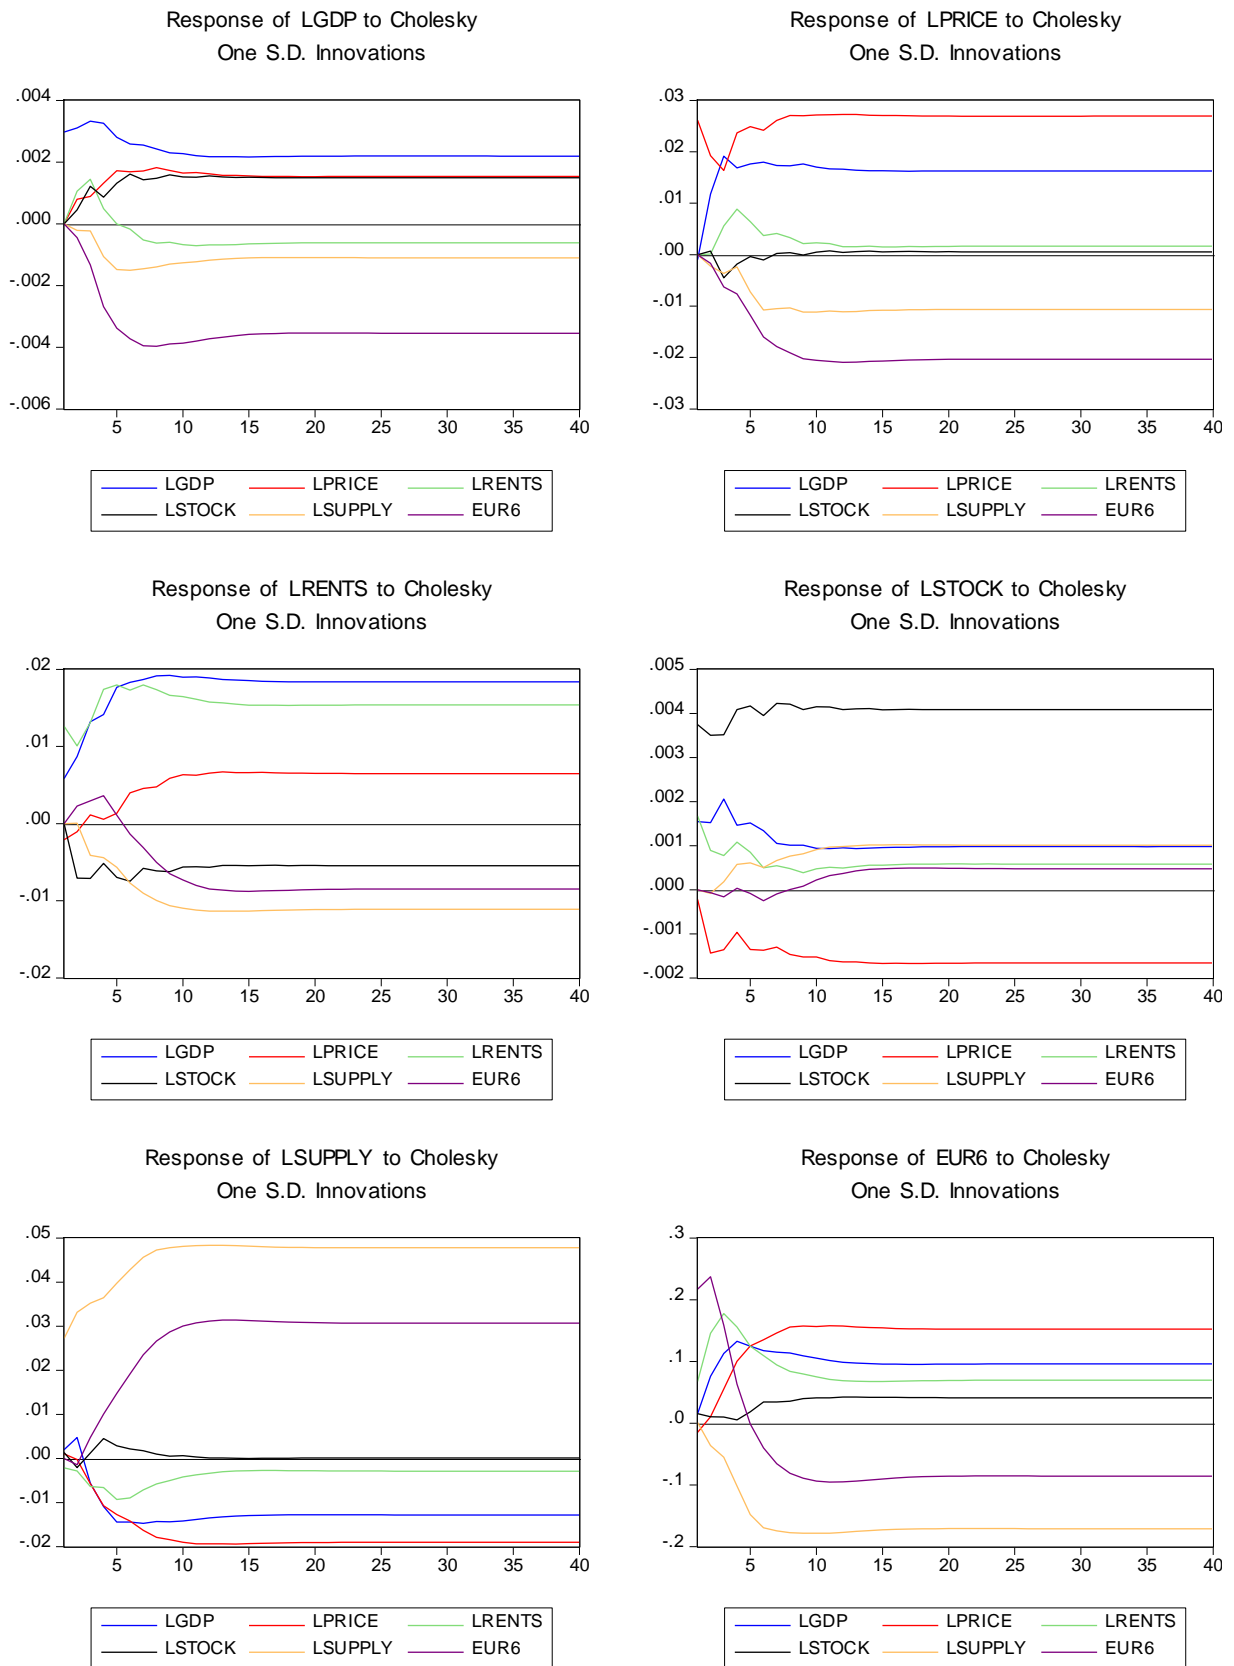 Response of LGDP to Cholesky
One S.D. Innovations
.004
.002
.000
-.002
-.004
-.006
5 10 15 20 25 30 35 40
LGDP LPRICE LRENTS
LSTOCK LSUPPLY EUR6
Response of LPRICE to Cholesky
One S.D. Innovations
.03
.02
.01
.00
-.01
-.02
-.03
5 10 15 20 25 30 35 40
LGDP LPRICE LRENTS
LSTOCK LSUPPLY EUR6
Response of LRENTS to Cholesky
One S.D. Innovations
.02
.01
.00
-.01
-.02
5 10 15 20 25 30 35 40
LGDP LPRICE LRENTS
LSTOCK LSUPPLY EUR6
Response of LSTOCK to Cholesky
One S.D. Innovations
.005
.004
.003
.002
.001
.000
-.001
-.002
5 10 15 20 25 30 35 40
LGDP LPRICE LRENTS
LSTOCK LSUPPLY EUR6
Response of LSUPPLY to Cholesky
One S.D. Innovations
.05
.04
.03
.02
.01
.00
-.01
-.02
5 10 15 20 25 30 35 40
LGDP LPRICE LRENTS
LSTOCK LSUPPLY EUR6
Response of EUR6 to Cholesky
One S.D. Innovations
.3
.2
.1
.0
-.1
-.2
5 10 15 20 25 30 35 40
LGDP LPRICE LRENTS
LSTOCK LSUPPLY EUR6